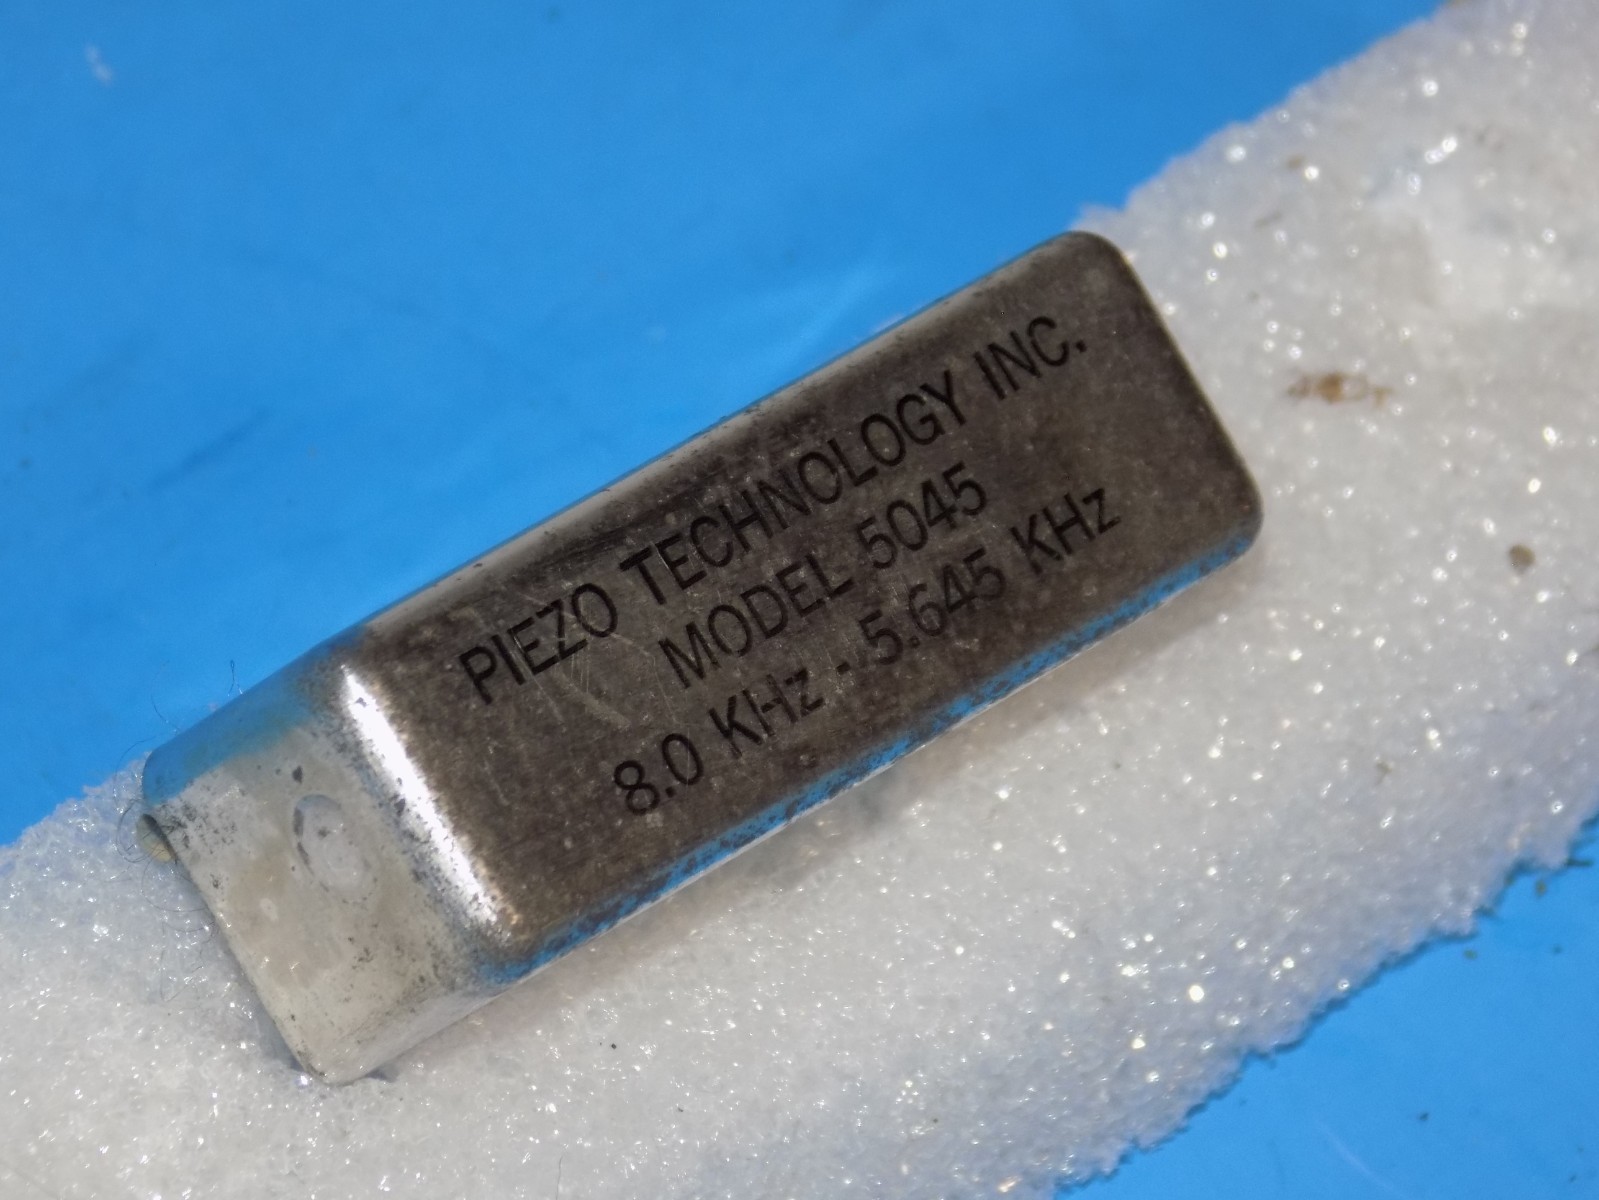 PIEZO TECHNOLOGY INC.
MODEL 5045
8.0 KHz - 5.645 KHz